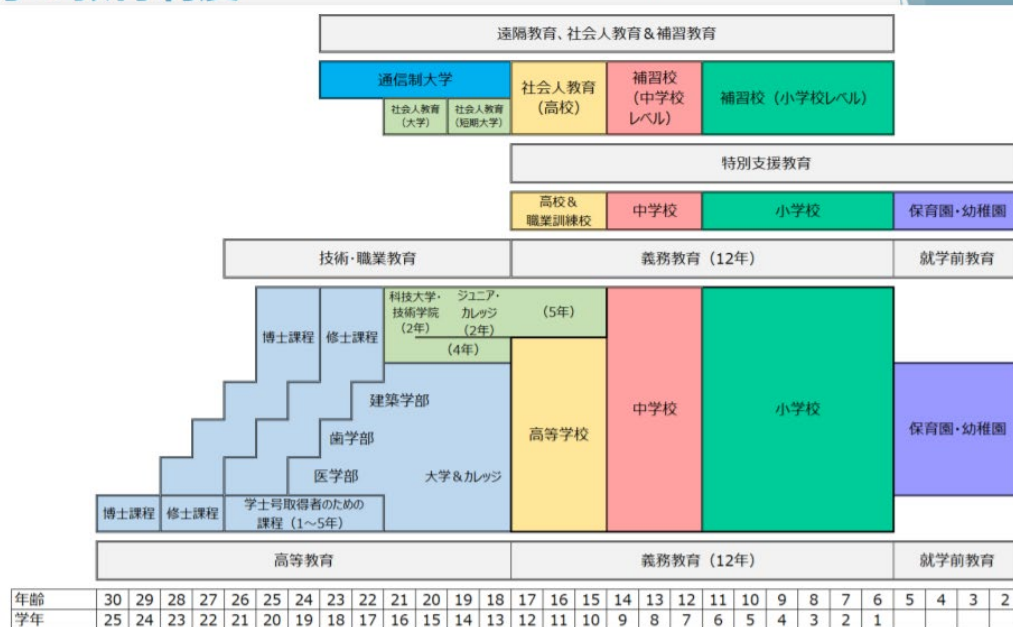 遠隔教育、社会人教育&補習教育
通信制大学
社会人教育
(大学)
社会人教育
(短期大学)
社会人教育
(高校)
補習校
(中学校
レベル)
補習校（小学校レベル）
特別支援教育
高校&
職業訓練校
中学校
小学校
保育園・幼稚園
技術・職業教育
義務教育（12年）
就学前教育
博士課程
修士課程
科技大学・
技術学院
(2年)
ジュニア・
カレッジ
(2年)
(5年)
(4年)
建築学部
歯学部
医学部
大学&カレッジ
高等学校
中学校
小学校
保育園・幼稚園
博士課程
修士課程
学士号取得者のための
課程（1～5年）
高等教育
義務教育（12年）
就学前教育
年齢 30 29 28 27 26 25 24 23 22 21 20 19 18 17 16 15 14 13 12 11 10 9 8 7 6 5 4 3 2
学年 25 24 23 22 21 20 19 18 17 16 15 14 13 12 11 10 9 8 7 6 5 4 3 2 1